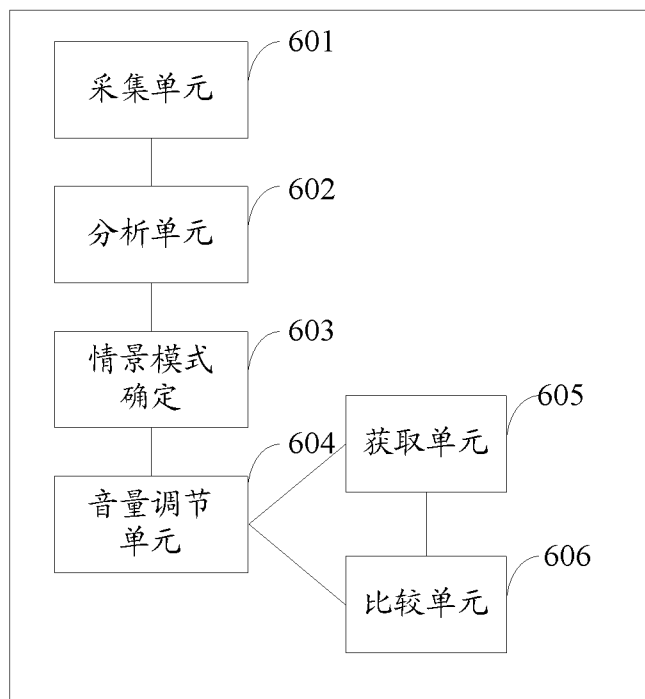 采集单元
601
分析单元
602
情景模式
确定
603
音量调节
单元
604
获取单元
605
比较单元
606